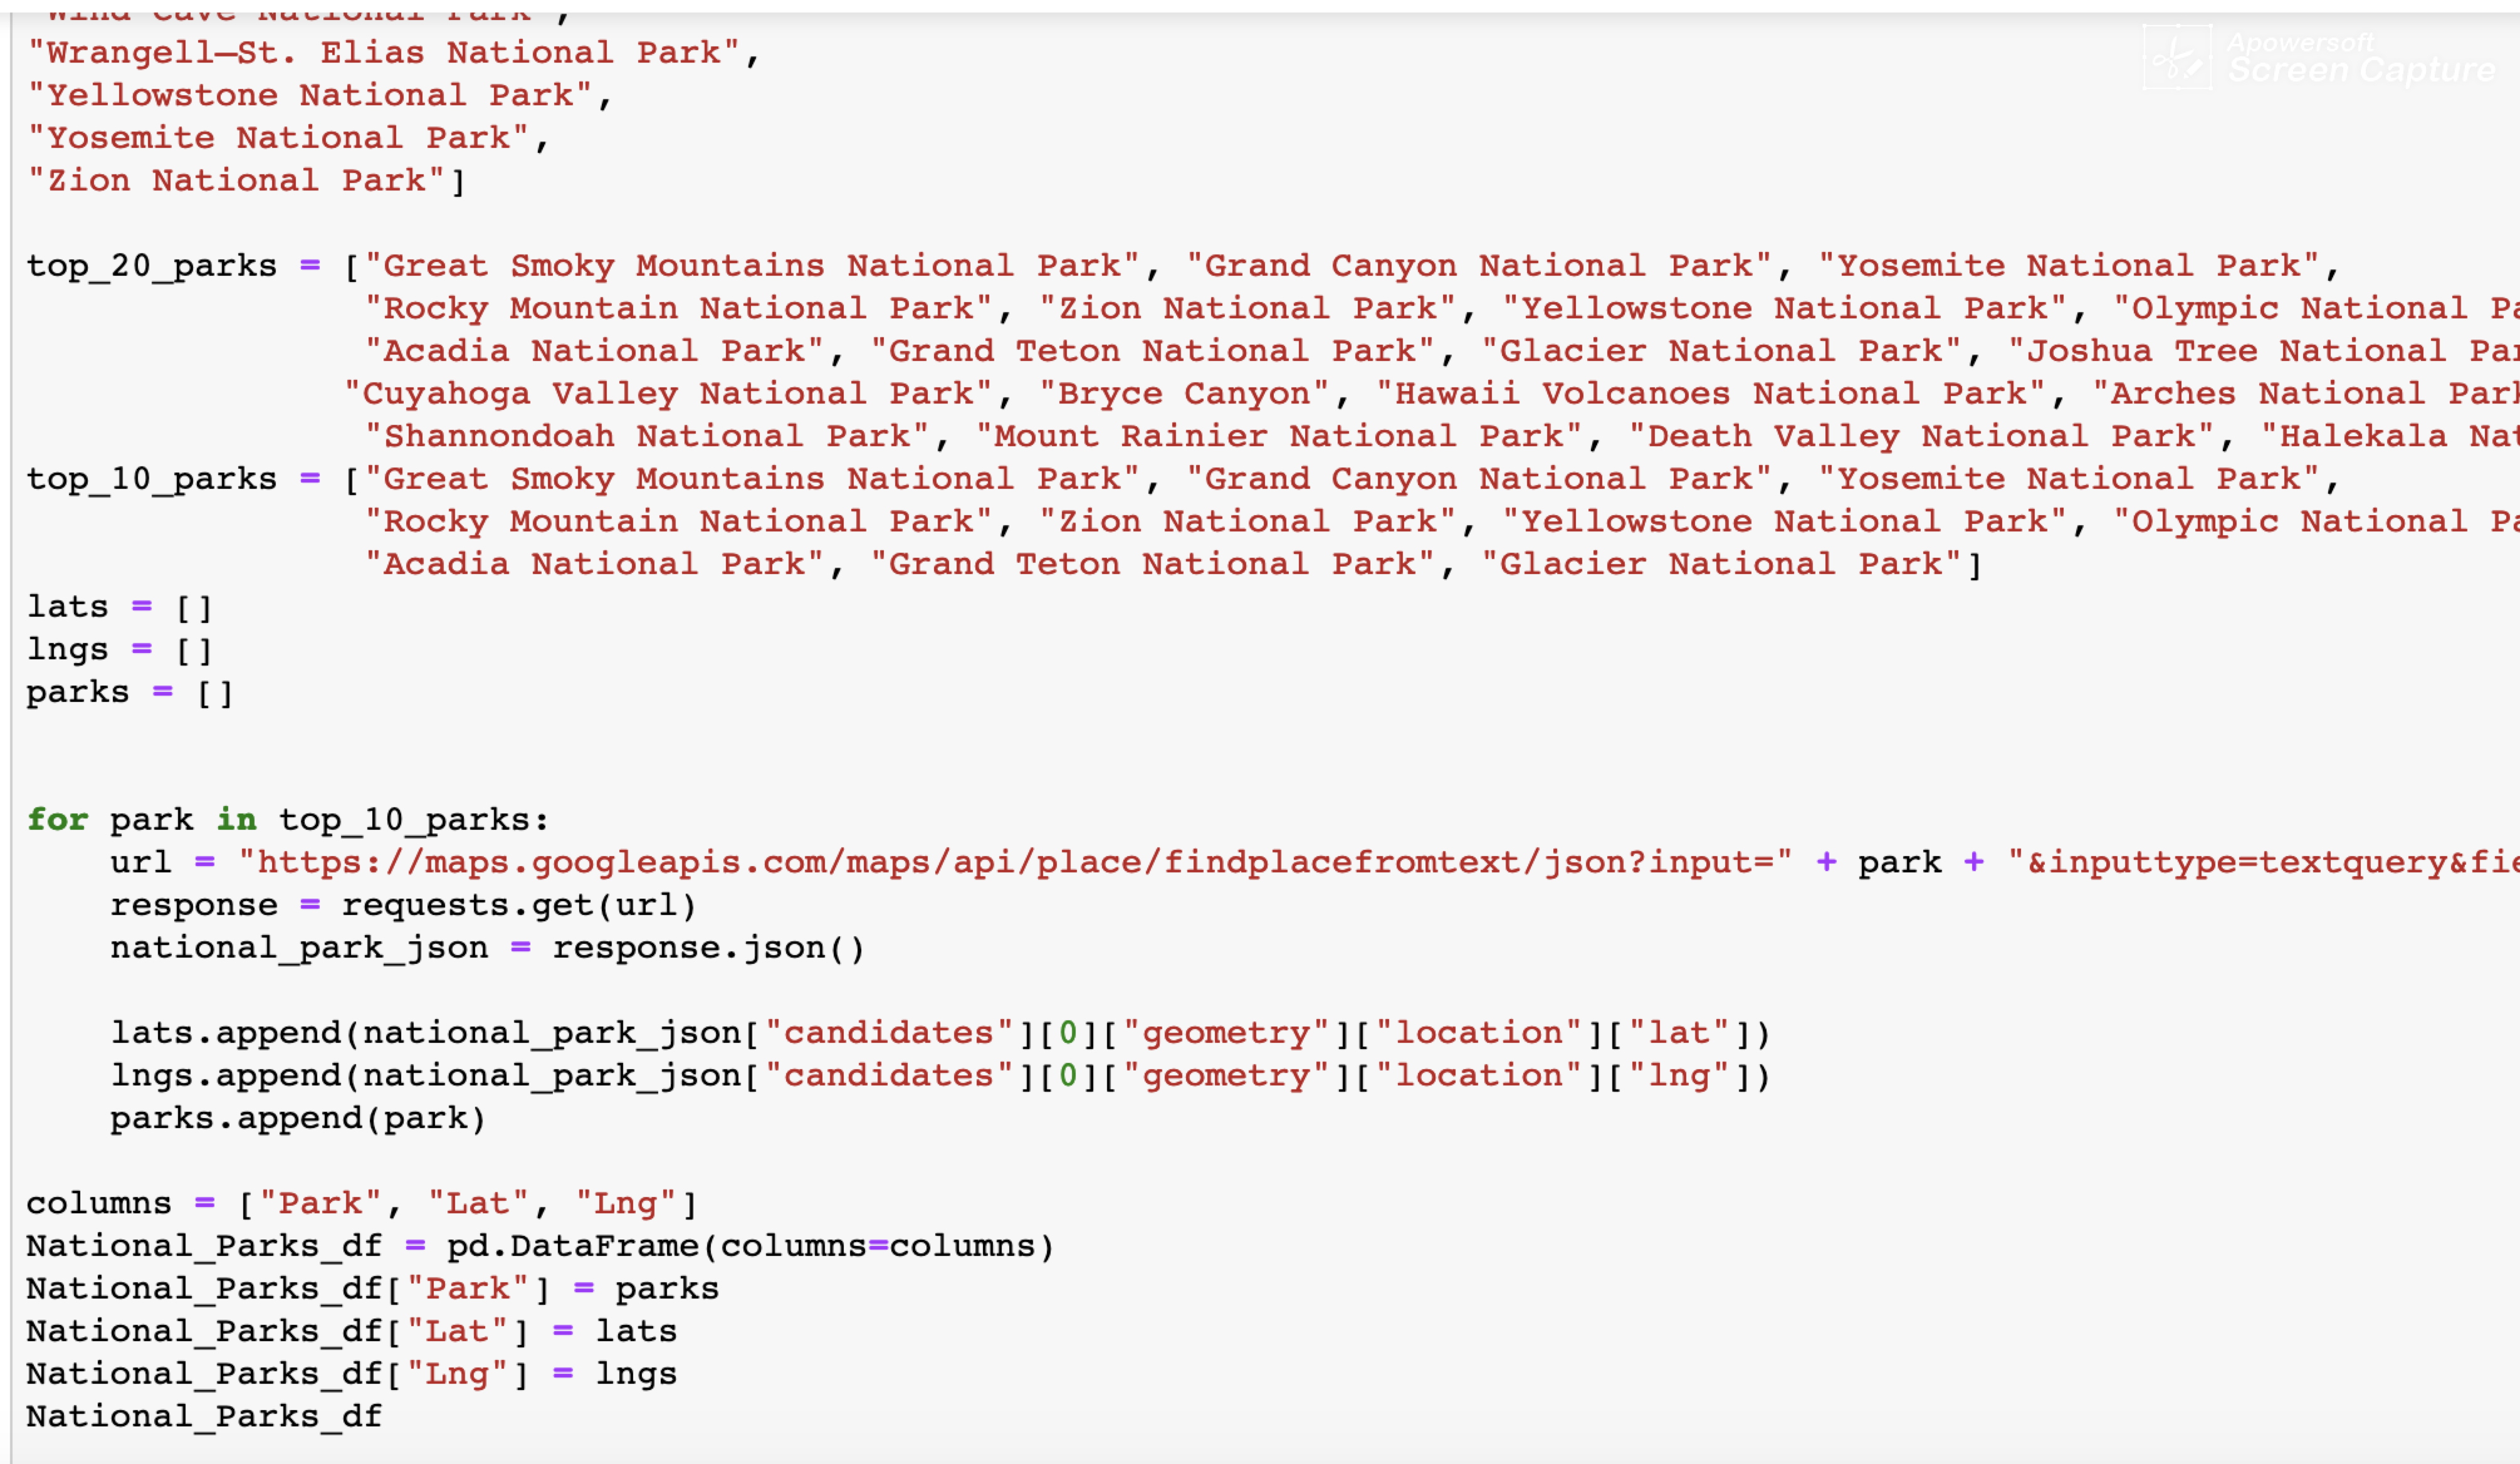 "Wind Cave National Park",
"Wrangell—St. Elias National Park",
"Yellowstone National Park",
"Yosemite National Park",
"Zion National Park"]
Apowersoft
Screen Capture
top_20_parks = ["Great Smoky Mountains National Park", "Grand Canyon National Park", "Yosemite National Park",
"Rocky Mountain National Park", "Zion National Park", "Yellowstone National Park", "Olympic National Pa
"Acadia National Park", "Grand Teton National Park", "Glacier National Park", "Joshua Tree National Par
"Cuyahoga Valley National Park", "Bryce Canyon", "Hawaii Volcanoes National Park", "Arches National Park
"Shannondoah National Park", "Mount Rainier National Park", "Death Valley National Park", "Halekala Nat
top_10_parks = ["Great Smoky Mountains National Park", "Grand Canyon National Park", "Yosemite National Park",
"Rocky Mountain National Park", "Zion National Park", "Yellowstone National Park", "Olympic National Pa
"Acadia National Park", "Grand Teton National Park", "Glacier National Park"]
lats = []
lngs = []
parks = []
for park in top_10_parks:
url = "https://maps.googleapis.com/maps/api/place/findplacefromtext/json?input=" + park + "&inputtype=textquery&fie
response = requests.get(url)
national_park_json = response.json()
lats.append(national_park_json["candidates"][0]["geometry"]["location"]["lat"])
lngs.append(national_park_json["candidates"][0]["geometry"]["location"]["lng"])
parks.append(park)
columns = ["Park", "Lat", "Lng"]
National_Parks_df = pd.DataFrame(columns=columns)
National_Parks_df["Park"] = parks
National_Parks_df["Lat"] = lats
National_Parks_df["Lng"] = lngs
National_Parks_df